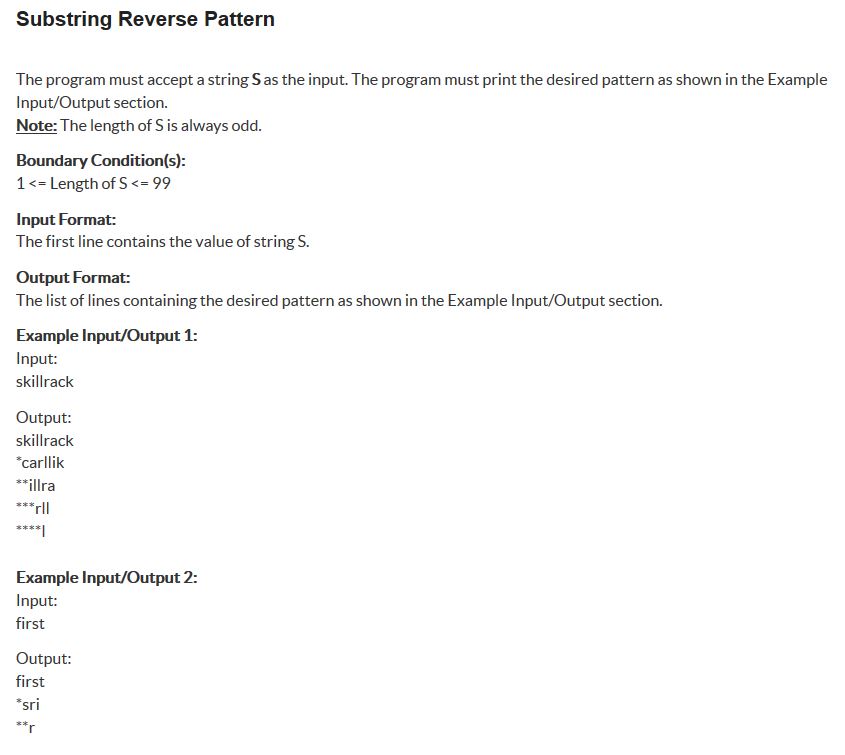 Substring Reverse Pattern
The program must accept a string S as the input. The program must print the desired pattern as shown in the Example
Input/Output section.
Note: The length of S is always odd.
Boundary Condition(s):
1 <= Length of S <= 99
Input Format:
The first line contains the value of string S.
Output Format:
The list of lines containing the desired pattern as shown in the Example Input/Output section.
Example Input/Output 1:
Input:
skillrack
Output:
skillrack
*carllik
**illra
***rll
****l
Example Input/Output 2:
Input:
first
Output:
first
*sri
**r